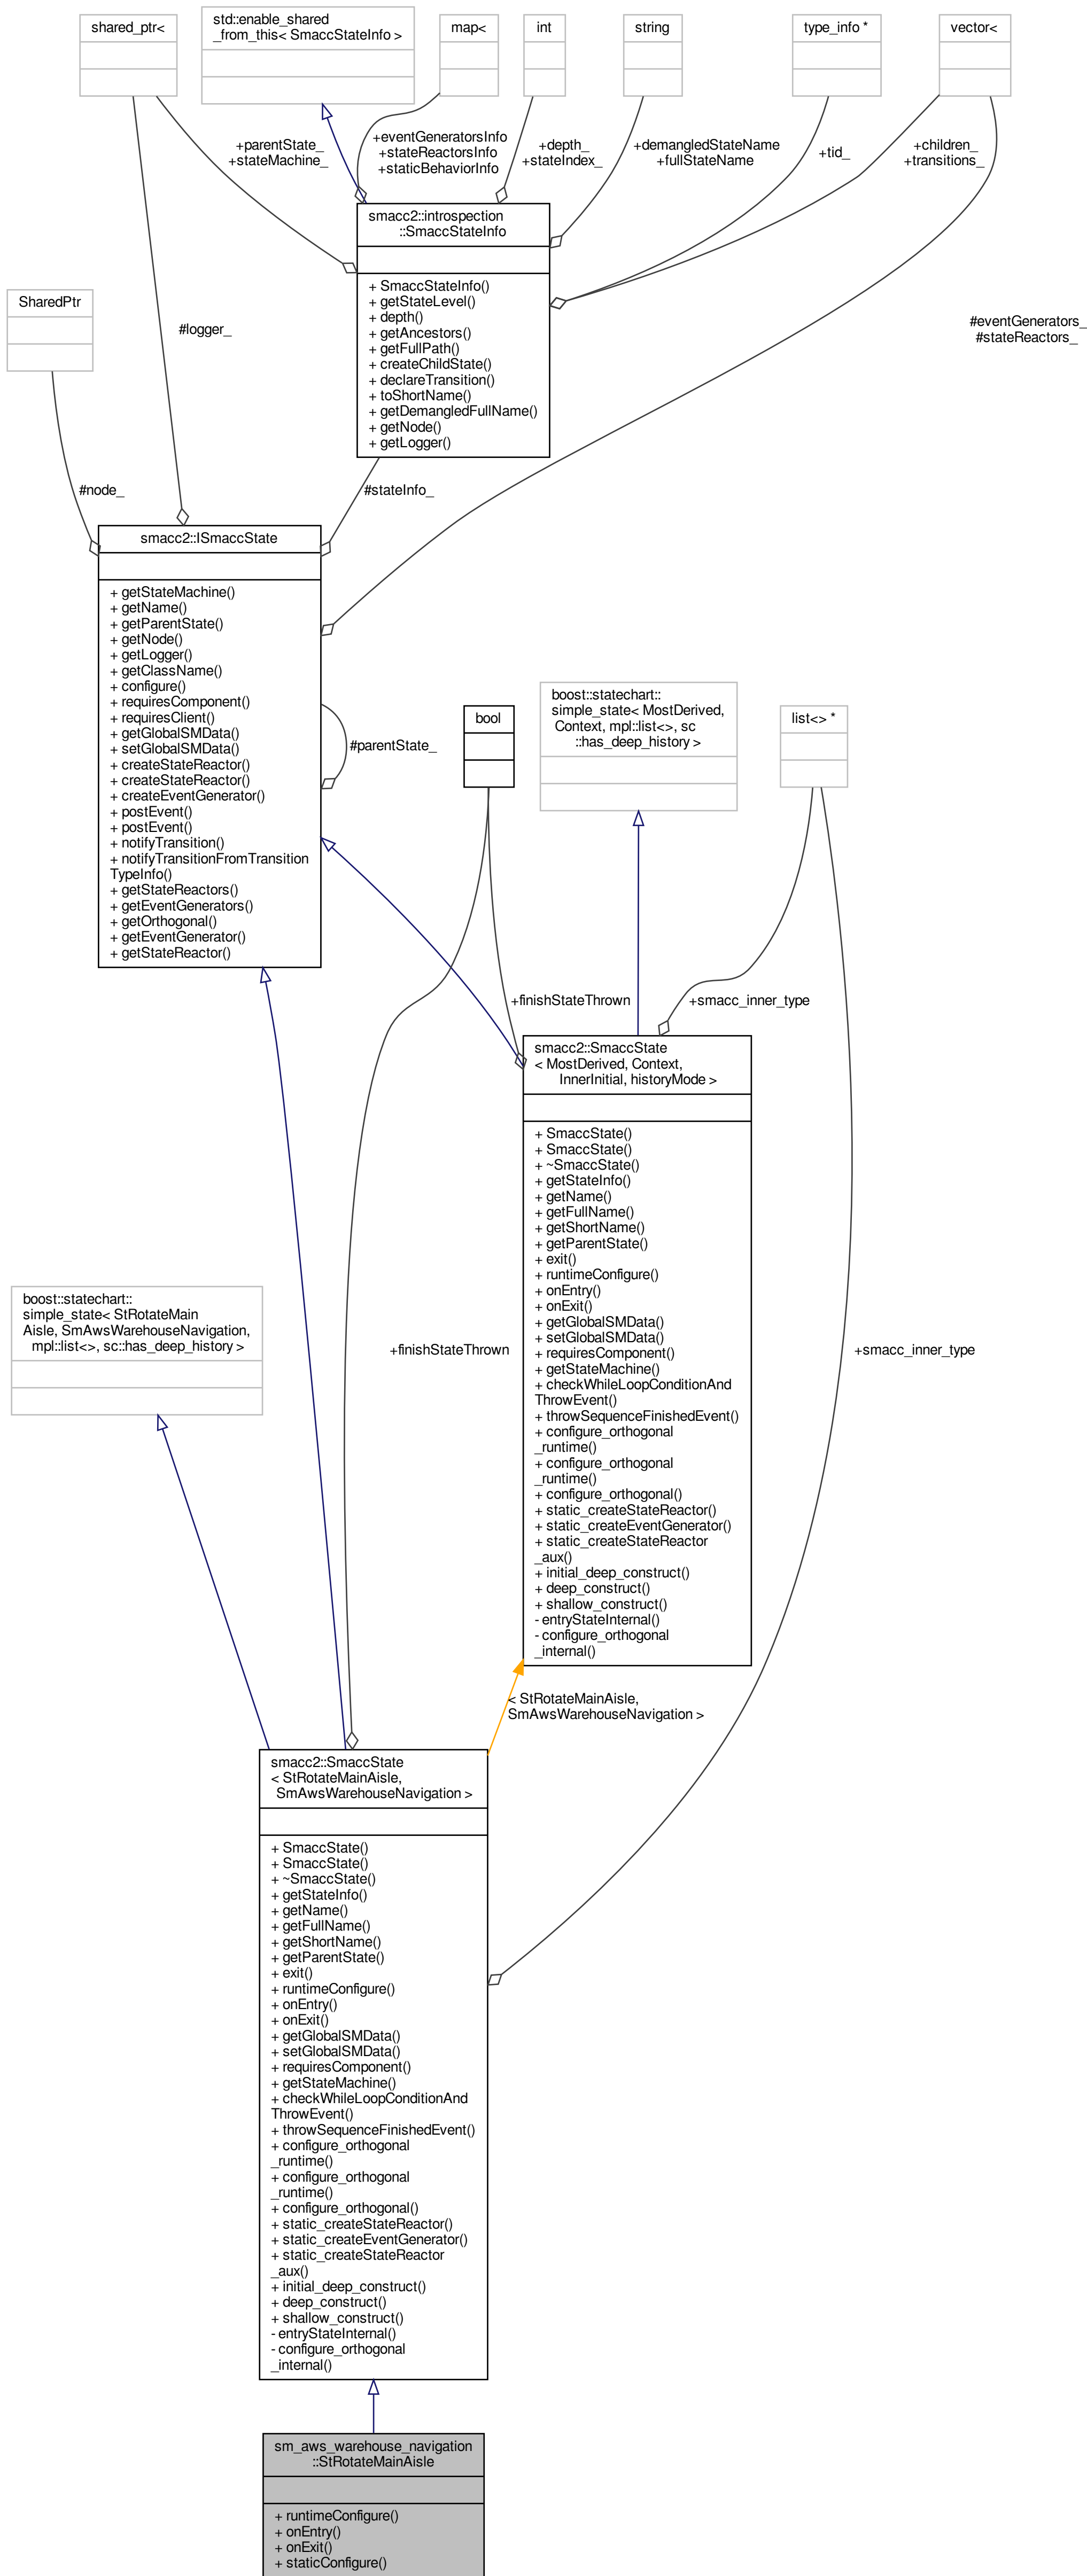 shared_ptr<
std::enable_shared
_from_this< SmaccStateInfo >
map<
int
string
type_info *
vector<
+parentState_
+stateMachine_
+eventGeneratorsInfo
+stateReactorsInfo
+staticBehaviorInfo
+depth_
+stateIndex_
+demangledStateName
+fullStateName
+tid_
+children_
+transitions_
smacc2::introspection
::SmaccStateInfo
+ SmaccStateInfo()
+ getStateLevel()
+ depth()
+ getAncestors()
+ getFullPath()
+ createChildState()
+ declareTransition()
+ toShortName()
+ getDemangledFullName()
+ getNode()
+ getLogger()
SharedPtr
#logger_
#eventGenerators_
#stateReactors_
#node_
#stateInfo_
smacc2::ISmaccState
+ getStateMachine()
+ getName()
+ getParentState()
+ getNode()
+ getLogger()
+ getClassName()
+ configure()
+ requiresComponent()
+ requiresClient()
+ getGlobalSMData()
+ setGlobalSMData()
+ createStateReactor()
+ createStateReactor()
+ createEventGenerator()
+ postEvent()
+ postEvent()
+ notifyTransition()
+ notifyTransitionFromTransition
TypeInfo()
+ getStateReactors()
+ getEventGenerators()
+ getOrthogonal()
+ getEventGenerator()
+ getStateReactor()
#parentState_
bool
boost::statechart::
simple_state< MostDerived,
Context, mpl::list<>, sc
::has_deep_history >
list<> *
+finishStateThrown
+smacc_inner_type
smacc2::SmaccState
< MostDerived, Context,
InnerInitial, historyMode >
+ SmaccState()
+ SmaccState()
+ ~SmaccState()
+ getStateInfo()
+ getName()
+ getFullName()
+ getShortName()
+ getParentState()
+ exit()
+ runtimeConfigure()
+ onEntry()
+ onExit()
+ getGlobalSMData()
+ setGlobalSMData()
+ requiresComponent()
+ getStateMachine()
+ checkWhileLoopConditionAnd
ThrowEvent()
+ throwSequenceFinishedEvent()
+ configure_orthogonal
_runtime()
+ configure_orthogonal
_runtime()
+ configure_orthogonal()
+ static_createStateReactor()
+ static_createEventGenerator()
+ static_createStateReactor
_aux()
+ initial_deep_construct()
+ deep_construct()
+ shallow_construct()
- entryStateInternal()
- configure_orthogonal
_internal()
boost::statechart::
simple_state< StRotateMain
Aisle, SmAwsWarehouseNavigation,
mpl::list<>, sc::has_deep_history >
+finishStateThrown
+smacc_inner_type
< StRotateMainAisle,
SmAwsWarehouseNavigation >
smacc2::SmaccState
< StRotateMainAisle,
SmAwsWarehouseNavigation >
+ SmaccState()
+ SmaccState()
+ ~SmaccState()
+ getStateInfo()
+ getName()
+ getFullName()
+ getShortName()
+ getParentState()
+ exit()
+ runtimeConfigure()
+ onEntry()
+ onExit()
+ getGlobalSMData()
+ setGlobalSMData()
+ requiresComponent()
+ getStateMachine()
+ checkWhileLoopConditionAnd
ThrowEvent()
+ throwSequenceFinishedEvent()
+ configure_orthogonal
_runtime()
+ configure_orthogonal
_runtime()
+ configure_orthogonal()
+ static_createStateReactor()
+ static_createEventGenerator()
+ static_createStateReactor
_aux()
+ initial_deep_construct()
+ deep_construct()
+ shallow_construct()
- entryStateInternal()
- configure_orthogonal
_internal()
sm_aws_warehouse_navigation
::StRotateMainAisle
+ runtimeConfigure()
+ onEntry()
+ onExit()
+ staticConfigure()